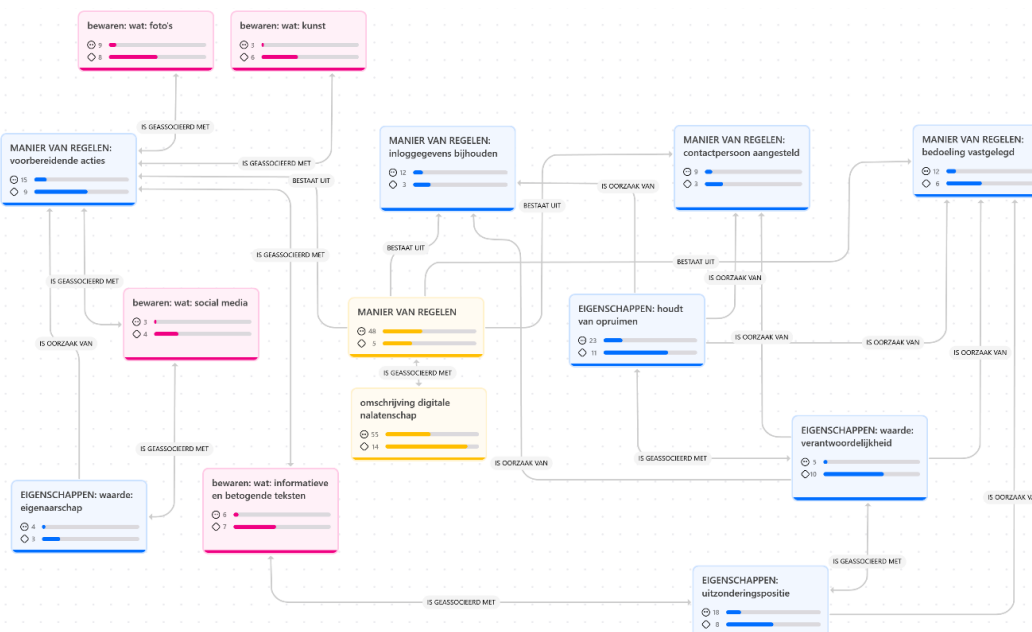 bewaren: wat: foto's
9
8
bewaren: wat: kunst
3
6
IS GEASSOCIEERD MET
MANIER VAN REGELEN:
voorbereidende acties
15
9
IS GEASSOCIEERD MET
BESTAAT UIT
MANIER VAN REGELEN:
inloggegevens bijhouden
12
3
IS OORZAAK VAN
BESTAAT UIT
MANIER VAN REGELEN:
contactpersoon aangesteld
9
3
MANIER VAN REGELEN:
bedoeling vastgelegd
12
6
BESTAAT UIT
IS GEASSOCIEERD MET
BESTAAT UIT
IS OORZAAK VAN
IS GEASSOCIEERD MET
bewaren: wat: social media
3
4
IS OORZAAK VAN
MANIER VAN REGELEN
48
5
EIGENSCHAPPEN: houdt
van opruimen
23
11
IS OORZAAK VAN
IS OORZAAK VAN
IS OORZAAK VAN
IS GEASSOCIEERD MET
omschrijving digitale
nalatenschap
55
14
IS GEASSOCIEERD MET
IS OORZAAK VAN
IS GEASSOCIEERD MET
EIGENSCHAPPEN: waarde:
verantwoordelijkheid
5
10
EIGENSCHAPPEN: waarde:
eigenaarschap
4
3
bewaren: wat: informatieve
en betogende teksten
6
7
IS OORZAAK VA
IS GEASSOCIEERD MET
IS GEASSOCIEERD MET
EIGENSCHAPPEN:
uitzonderingspositie
18
8